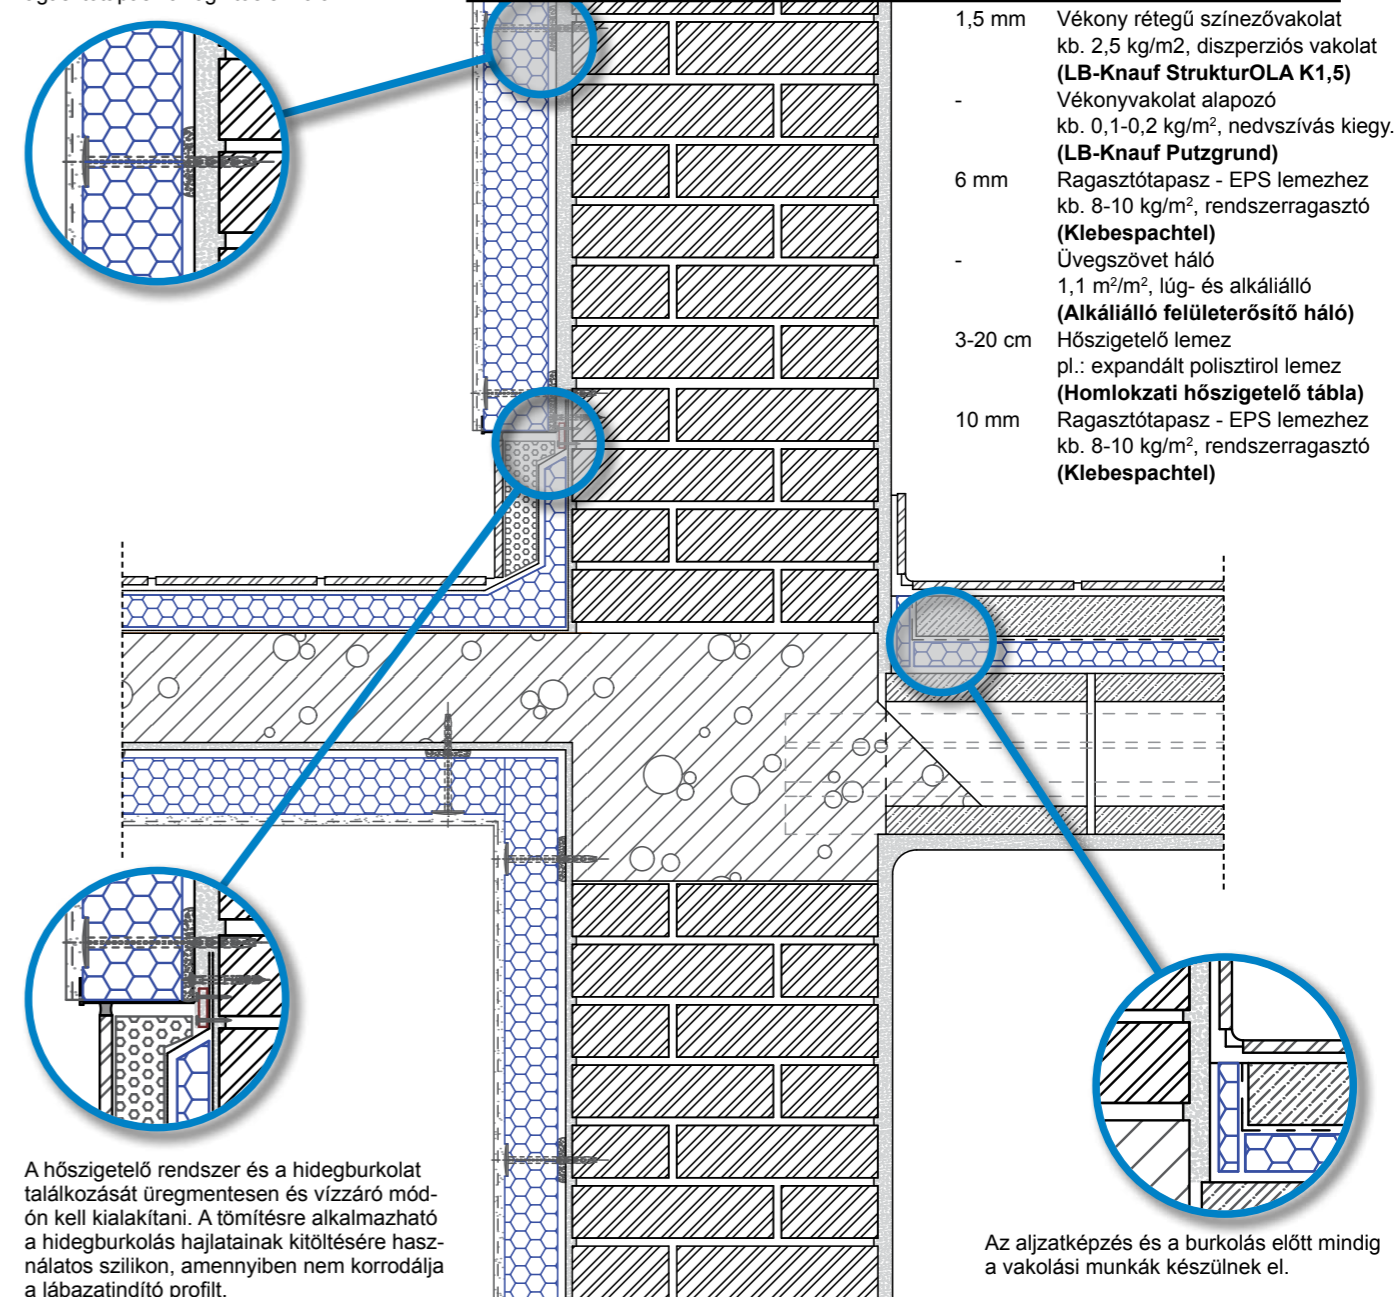 1,5 mm Vékony rétegű színezővakolat
kb. 2,5 kg/m2, diszperziós vakolat
(LB-Knauf StrukturOLA K1,5)
- Vékonyvakolat alapozó
kb. 0,1-0,2 kg/m², nedvszívás kiegy.
(LB-Knauf Putzgrund)
6 mm Ragasztótapasz - EPS lemezhez
kb. 8-10 kg/m², rendszerragasztó
(Klebespachtel)
- Üvegszövet háló
1,1 m²/m², lúg- és alkáliálló
(Alkáliálló felületerősítő háló)
3-20 cm Hőszigetelő lemez
pl.: expandált polisztirol lemez
(Homlokzati hőszigetelő tábla)
10 mm Ragasztótapasz - EPS lemezhez
kb. 8-10 kg/m², rendszerragasztó
(Klebespachtel)
A hőszigetelő rendszer és a hidegburkolat
találkozását üregmentesen és vízzáró mód-
ón kell kialakítani. A tömítésre alkalmazható
a hidegburkolás hajlatainak kitöltésére hasz-
nálatos szilikon, amennyiben nem korrodálja
a lábazatindító profilt.
Az aljzatképzés és a burkolás előtt mindig
a vakolási munkák készülnek el.